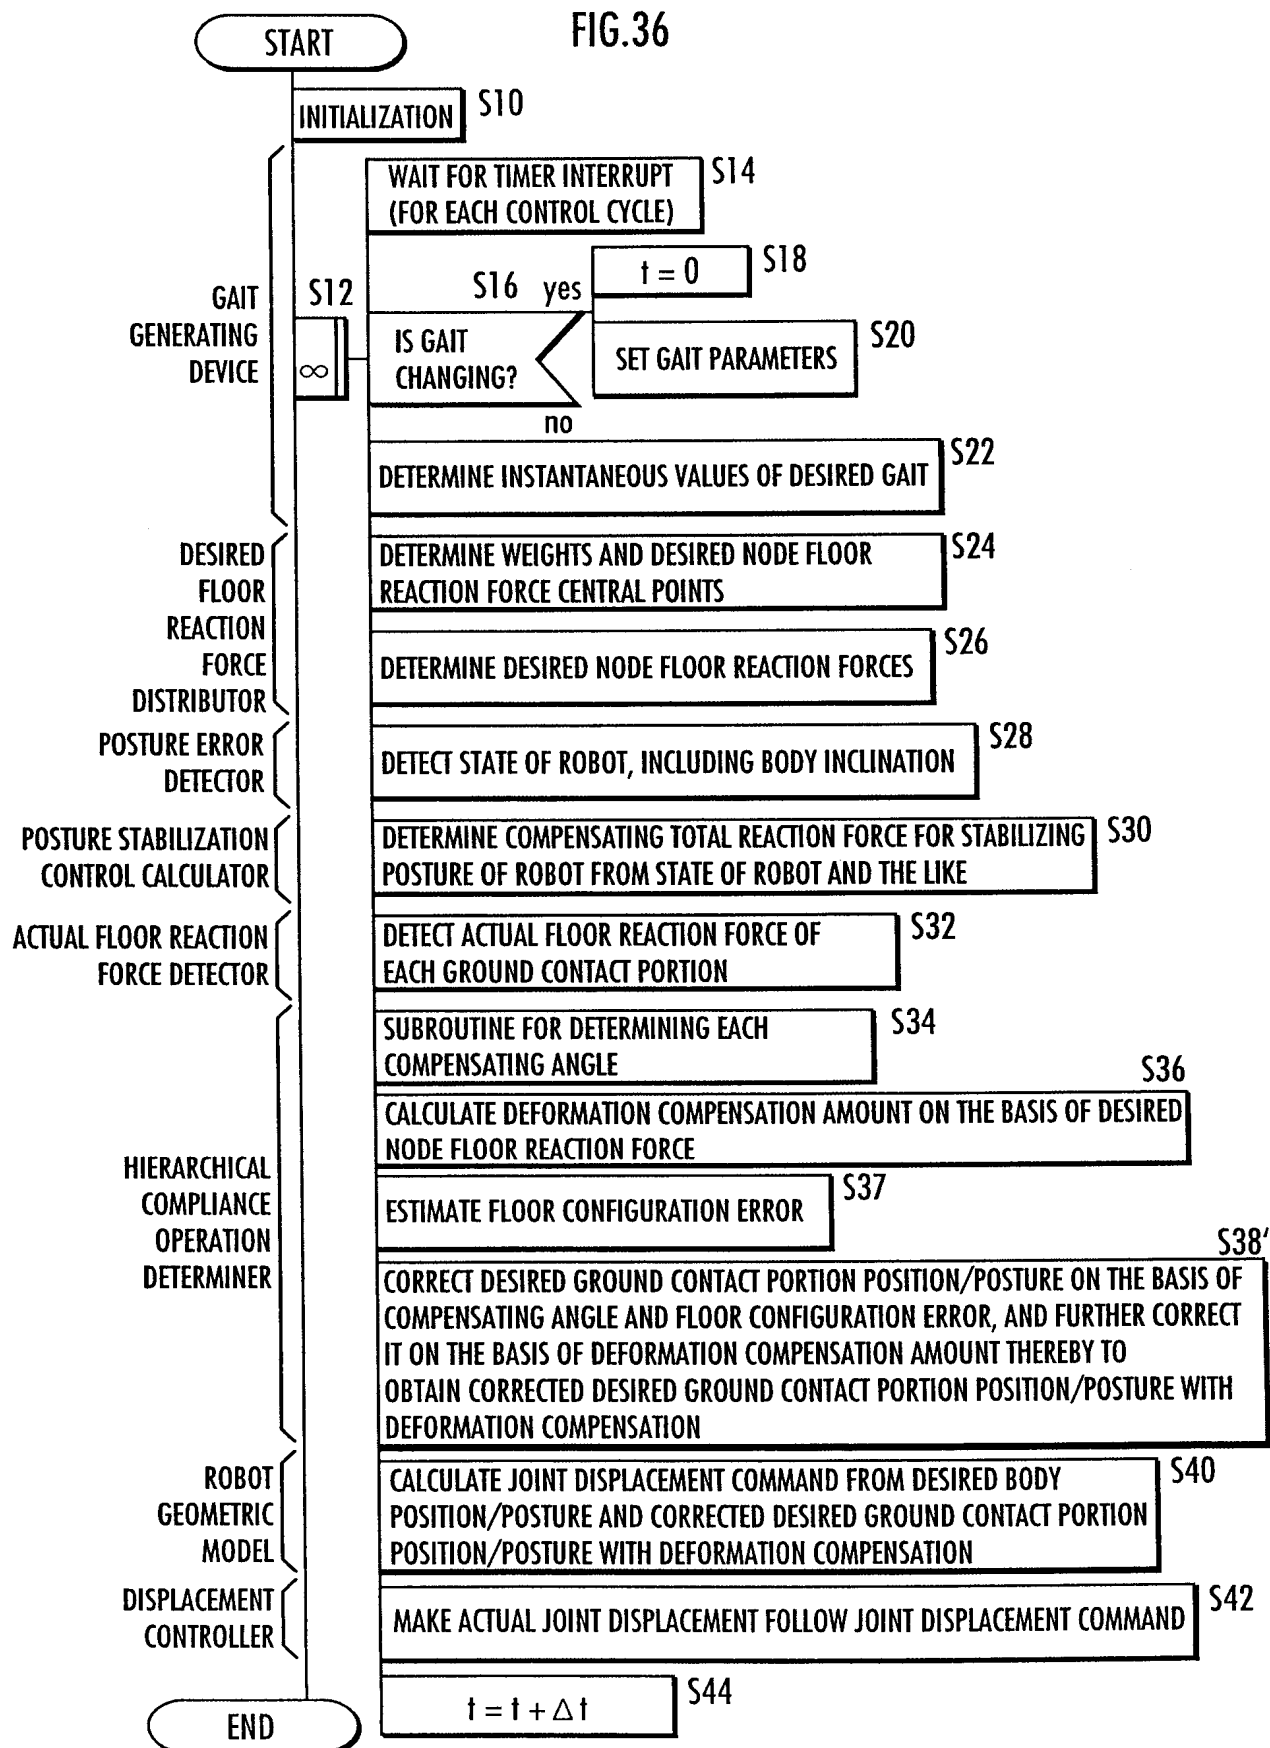 FIG.36
START
INITIALIZATION
S10
WAIT FOR TIMER INTERRUPT
(FOR EACH CONTROL CYCLE)
S14
t = 0
S18
S16
yes
GAIT
GENERATING
DEVICE
S12
∞
IS GAIT
CHANGING?
SET GAIT PARAMETERS
S20
no
DETERMINE INSTANTANEOUS VALUES OF DESIRED GAIT
S22
DESIRED
FLOOR
REACTION
FORCE
DISTRIBUTOR
DETERMINE WEIGHTS AND DESIRED NODE FLOOR
REACTION FORCE CENTRAL POINTS
S24
DETERMINE DESIRED NODE FLOOR REACTION FORCES
S26
POSTURE ERROR
DETECTOR
DETECT STATE OF ROBOT, INCLUDING BODY INCLINATION
S28
POSTURE STABILIZATION
CONTROL CALCULATOR
DETERMINE COMPENSATING TOTAL REACTION FORCE FOR STABILIZING
POSTURE OF ROBOT FROM STATE OF ROBOT AND THE LIKE
S30
ACTUAL FLOOR REACTION
FORCE DETECTOR
DETECT ACTUAL FLOOR REACTION FORCE OF
EACH GROUND CONTACT PORTION
S32
HIERARCHICAL
COMPLIANCE
OPERATION
DETERMINER
SUBROUTINE FOR DETERMINING EACH
COMPENSATING ANGLE
S34
S36
CALCULATE DEFORMATION COMPENSATION AMOUNT ON THE BASIS OF DESIRED
NODE FLOOR REACTION FORCE
ESTIMATE FLOOR CONFIGURATION ERROR
S37
S38'
CORRECT DESIRED GROUND CONTACT PORTION POSITION/POSTURE ON THE BASIS OF
COMPENSATING ANGLE AND FLOOR CONFIGURATION ERROR, AND FURTHER CORRECT
IT ON THE BASIS OF DEFORMATION COMPENSATION AMOUNT THEREBY TO
OBTAIN CORRECTED DESIRED GROUND CONTACT PORTION POSITION/POSTURE WITH
DEFORMATION COMPENSATION
ROBOT
GEOMETRIC
MODEL
CALCULATE JOINT DISPLACEMENT COMMAND FROM DESIRED BODY
POSITION/POSTURE AND CORRECTED DESIRED GROUND CONTACT PORTION
POSITION/POSTURE WITH DEFORMATION COMPENSATION
S40
DISPLACEMENT
CONTROLLER
MAKE ACTUAL JOINT DISPLACEMENT FOLLOW JOINT DISPLACEMENT COMMAND
S42
t = t + Δ t
S44
END